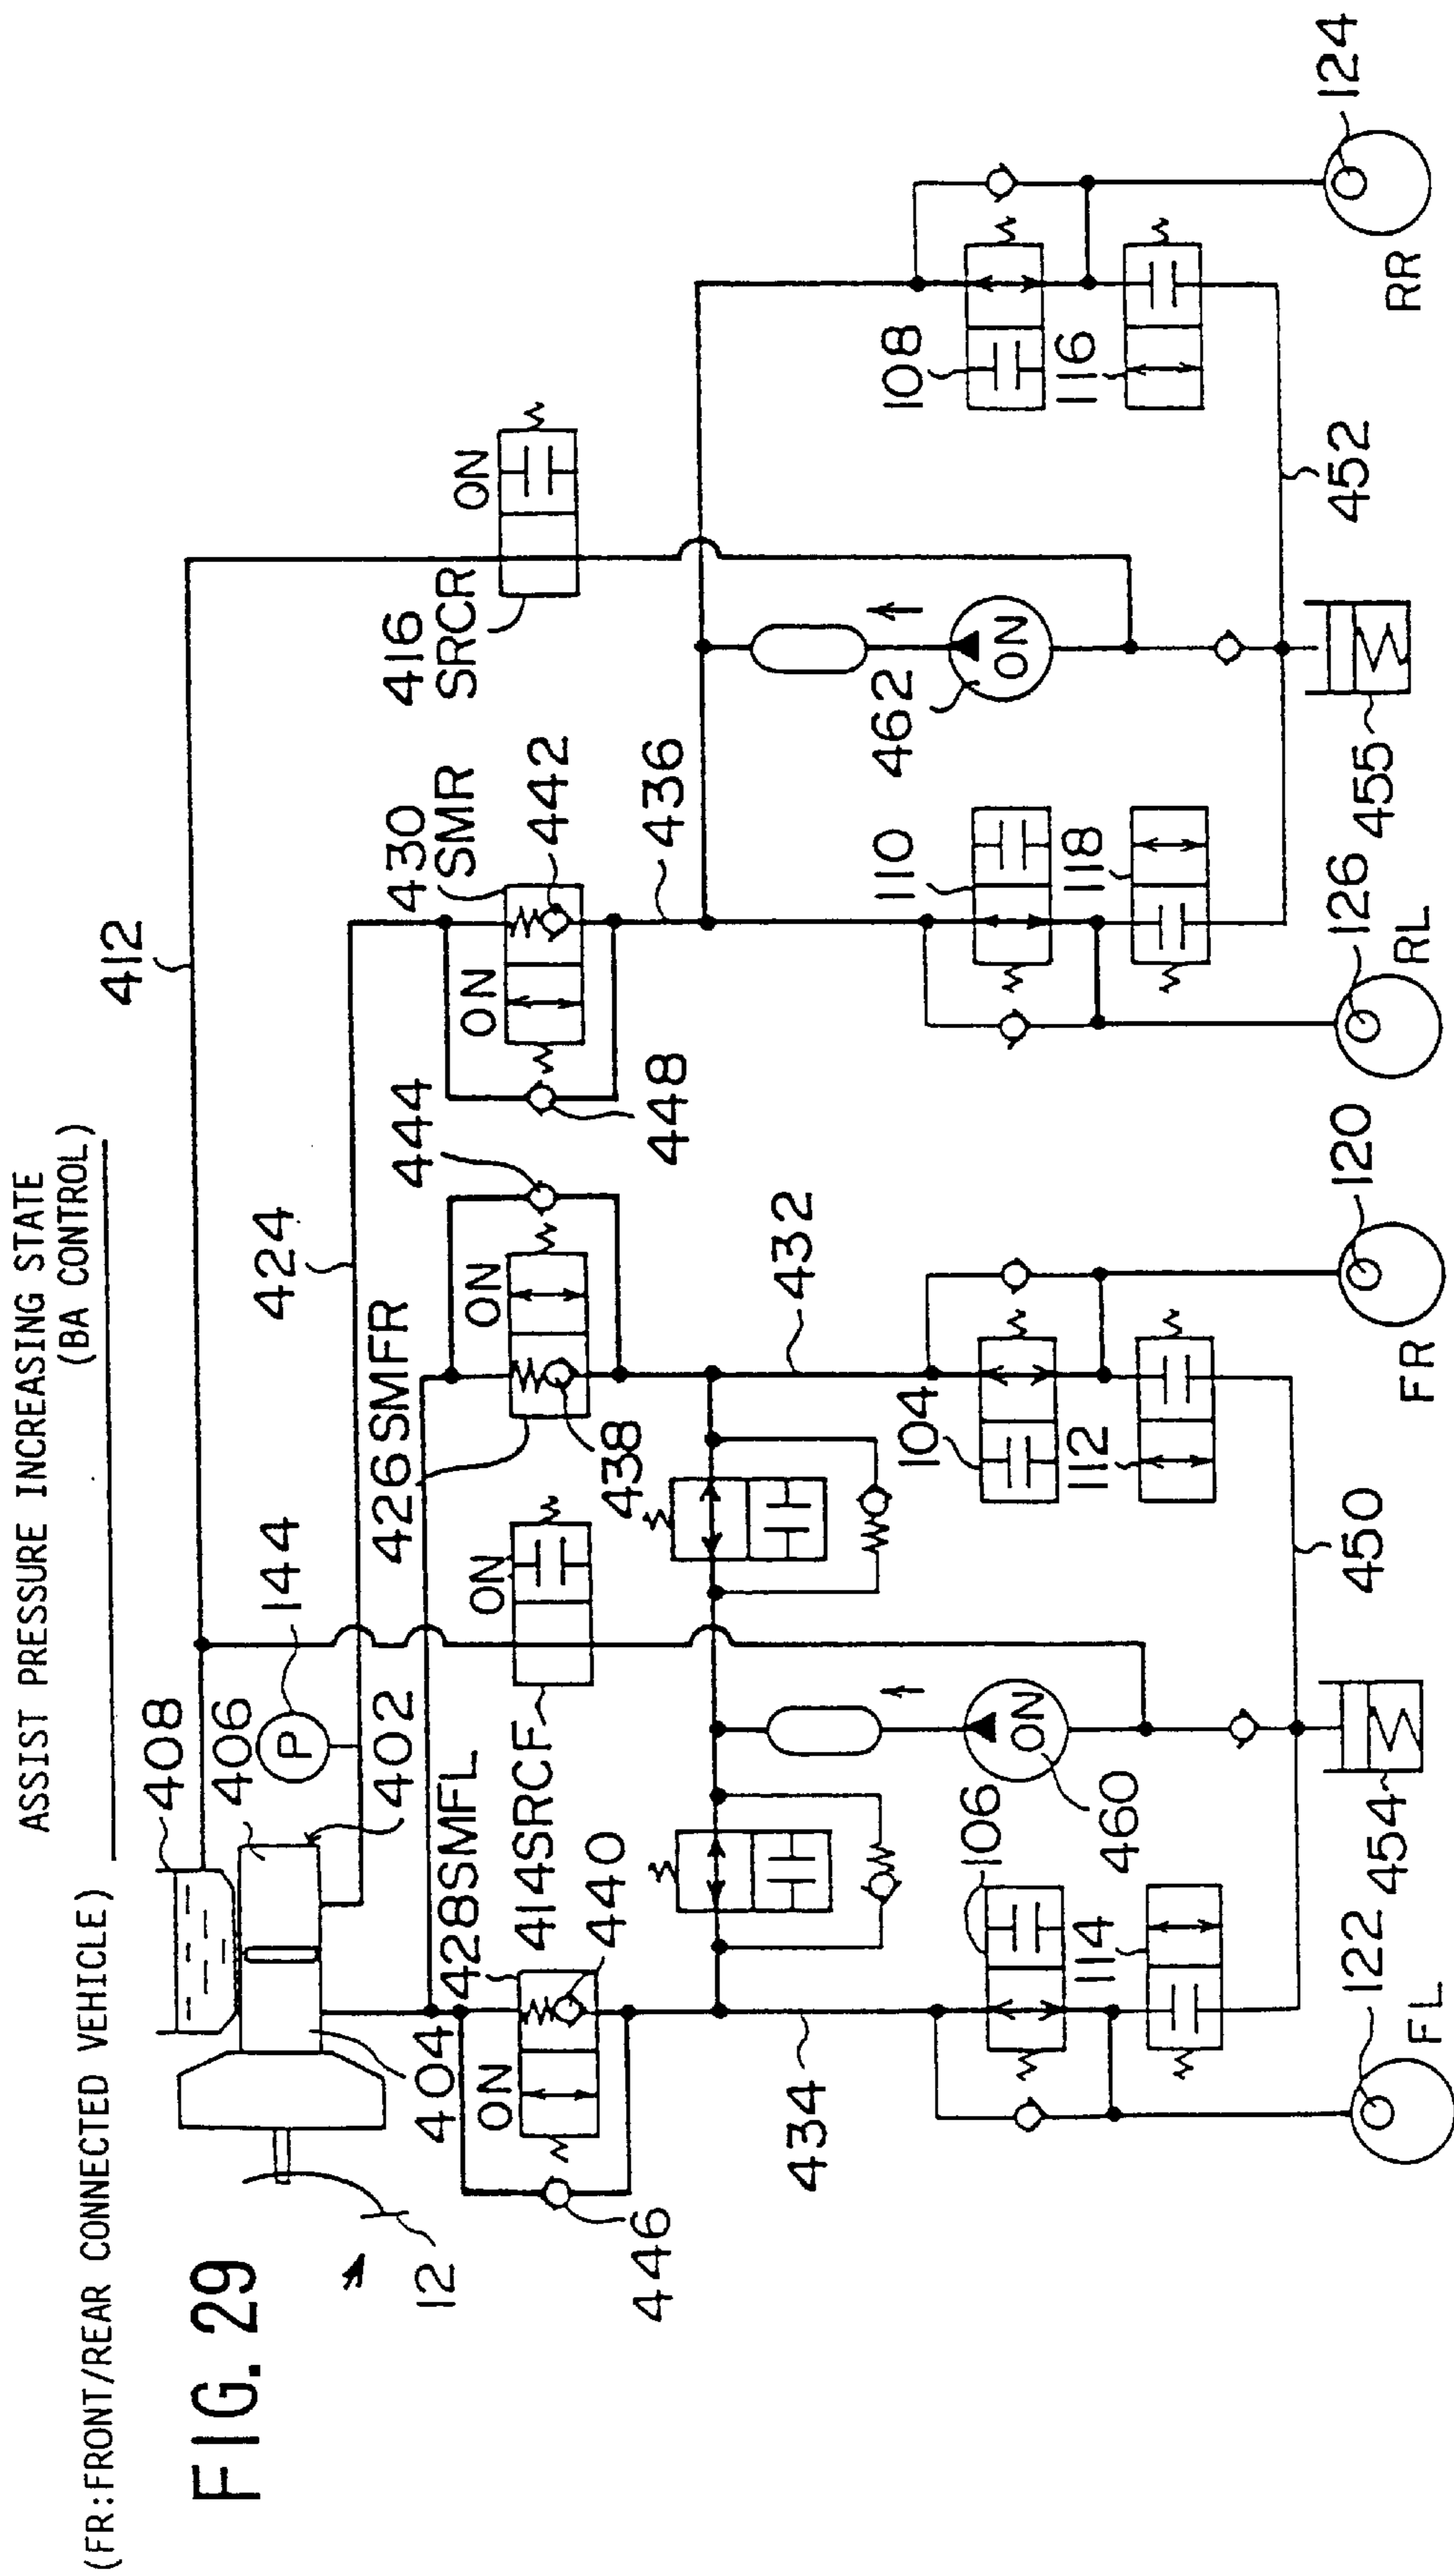 FIG. 29
(FR:FRONT/REAR CONNECTED VEHICLE)
ASSIST PRESSURE INCREASING STATE
(BA CONTROL)
408
406
144
402
404
12
424
412
428SMFL
414SRCF
440
ON
446
ON
426SMFR
438
ON
444
430
SMR
442
ON
448
416
SRCR
ON
434
432
436
106
114
460
ON
104
112
110
118
462
ON
108
116
122
FL
454
450
120
FR
126
RL
455
452
124
RR
P